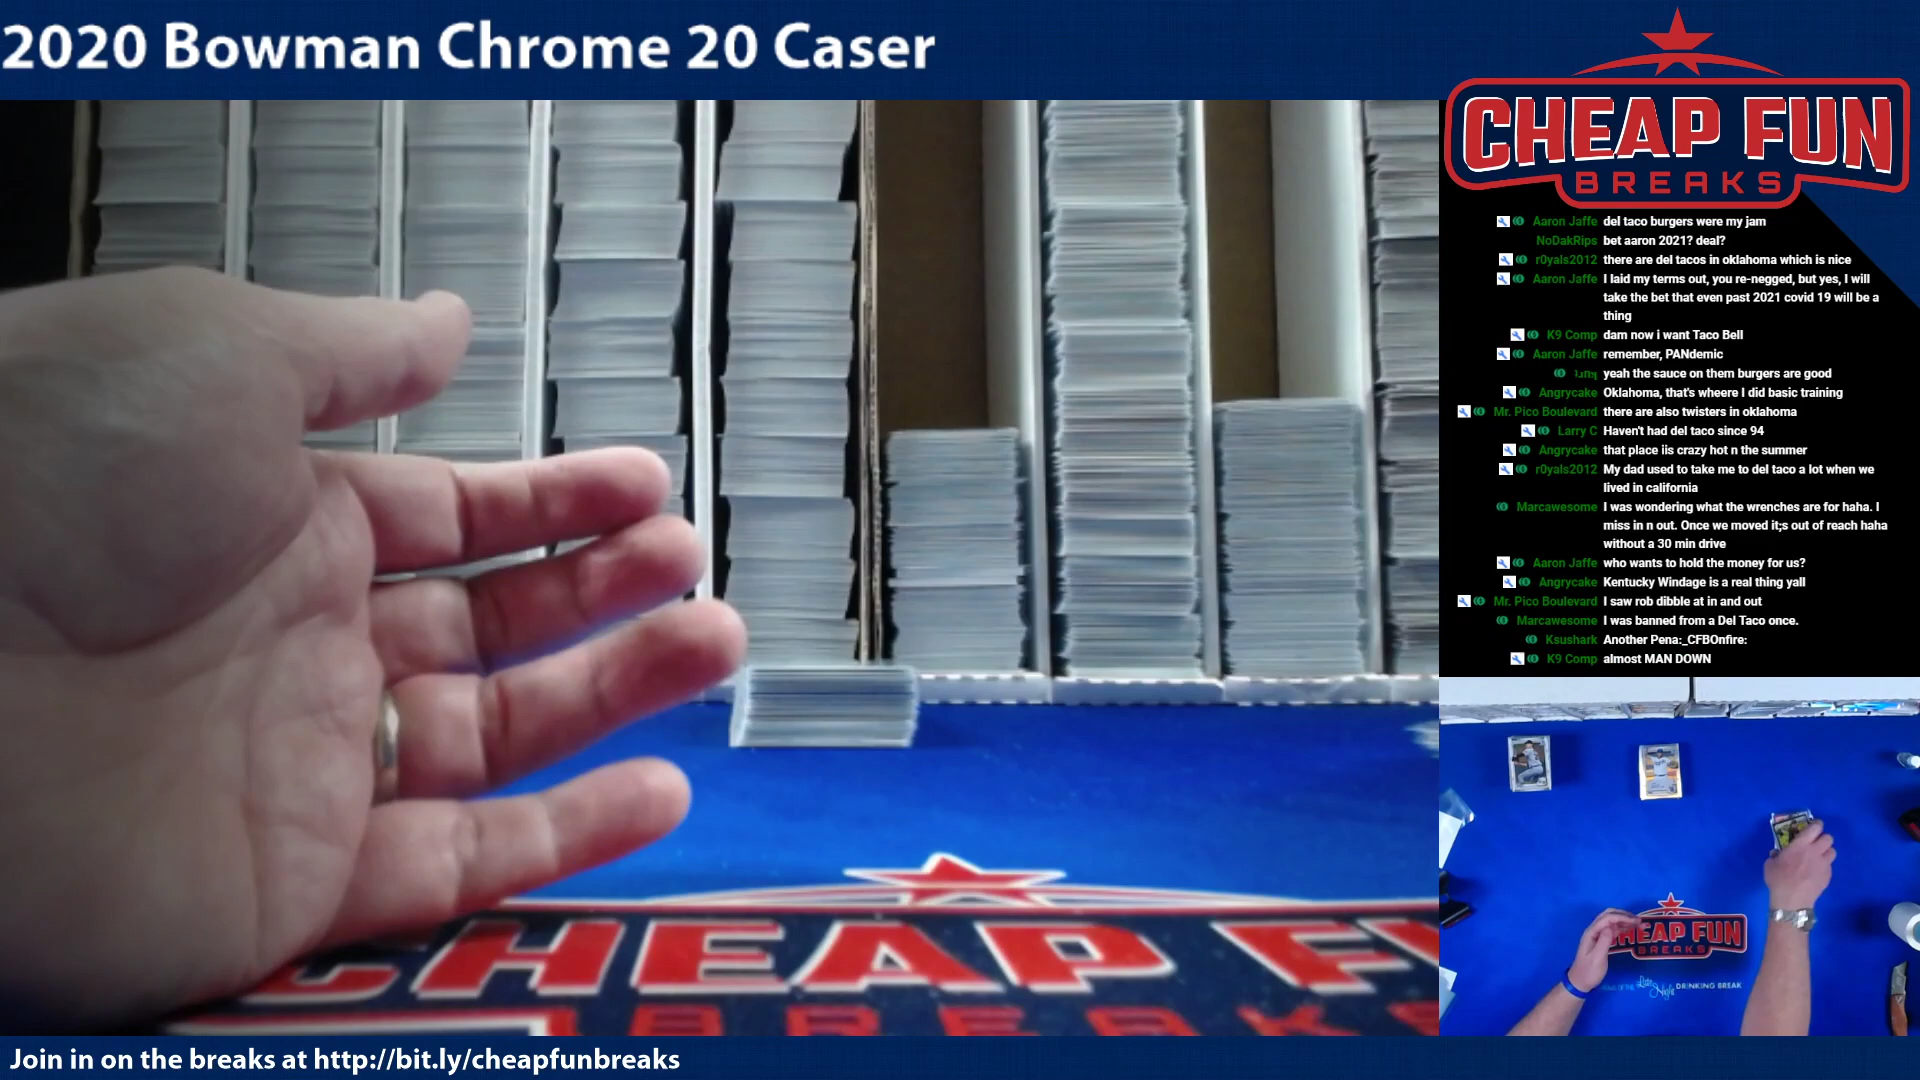 2020 Bowman Chrome 20 Caser
CHEAP FUN
BREAKS
Aaron Jaffe del taco burgers were my jam
NoDakRips bet aaron 2021? deal?
r0yals2012 there are del tacos in oklahoma which is nice
Aaron Jaffe I laid my terms out, you re-negged, but yes, I will
take the bet that even past 2021 covid 19 will be a
thing
K9 Comp dam now i want Taco Bell
Aaron Jaffe remember, PANdemic
yeah the sauce on them burgers are good
Angrycake Oklahoma, that's wheere I did basic training
Mr. Pico Boulevard there are also twisters in oklahoma
Larry C Haven't had del taco since 94
Angrycake that place iis crazy hot n the summer
r0yals2012 My dad used to take me to del taco a lot when we
lived in california
Marcawesome I was wondering what the wrenches are for haha. I
miss in n out. Once we moved it;s out of reach haha
without a 30 min drive
Aaron Jaffe who wants to hold the money for us?
Angrycake Kentucky Windage is a real thing yall
Mr. Pico Boulevard I saw rob dibble at in and out
Marcawesome I was banned from a Del Taco once.
Ksushark Another Pena:_CFBOnfire:
K9 Comp almost MAN DOWN
CHEAP FU
BREAKS
HEAP FUN
BREAKS
Late Night DRINKING BREAK
Join in on the breaks at http://bit.ly/cheapfunbreaks